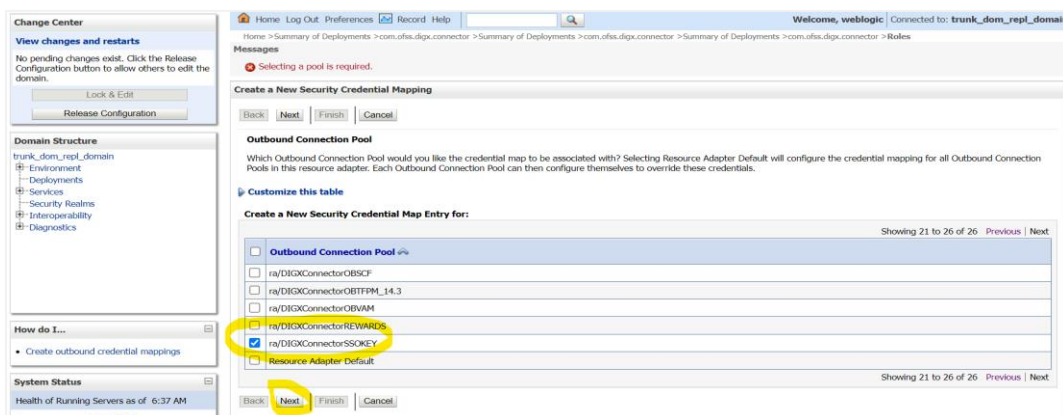 Change Center
View changes and restarts
No pending changes exist. Click the Release
Configuration button to allow others to edit the
domain.
Lock & Edit
Release Configuration
Domain Structure
trunk_dom_repl_domain
Environment
Deployments
Services
Security Realms
Interoperability
Diagnostics
How do I...
Create outbound credential mappings
System Status
Health of Running Servers as of 6:37 AM
Home Log Out Preferences Record Help
Welcome, weblogic Connected to: trunk_dom_repl_domai
Home >Summary of Deployments >com.ofss.digx.connector >Summary of Deployments >com.ofss.digx.connector >Summary of Deployments >com.ofss.digx.connector >Roles
Messages
Selecting a pool is required.
Create a New Security Credential Mapping
Back Next Finish Cancel
Outbound Connection Pool
Which Outbound Connection Pool would you like the credential map to be associated with? Selecting Resource Adapter Default will configure the credential mapping for all Outbound Connection
Pools in this resource adapter. Each Outbound Connection Pool can then configure themselves to override these credentials.
Customize this table
Create a New Security Credential Map Entry for:
Showing 21 to 26 of 26 Previous | Next
Outbound Connection Pool
ra/DIGXConnectorOBSCF
ra/DIGXConnectorOBTFPM_14.3
ra/DIGXConnectorOBVAM
ra/DIGXConnectorREWARDS
ra/DIGXConnectorSSOKEY
Resource Adapter Default
Showing 21 to 26 of 26 Previous | Next
Back Next Finish Cancel